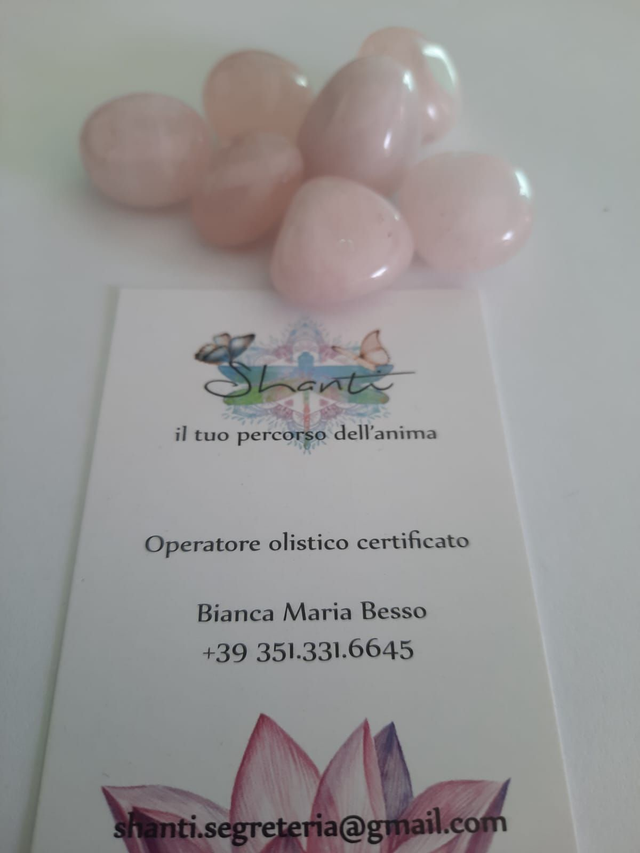 Shanti
il tuo percorso dell'anima
Operatore olistico certificato
Bianca Maria Besso
+39 351.331.6645
shanti.segreteria@gmail.com